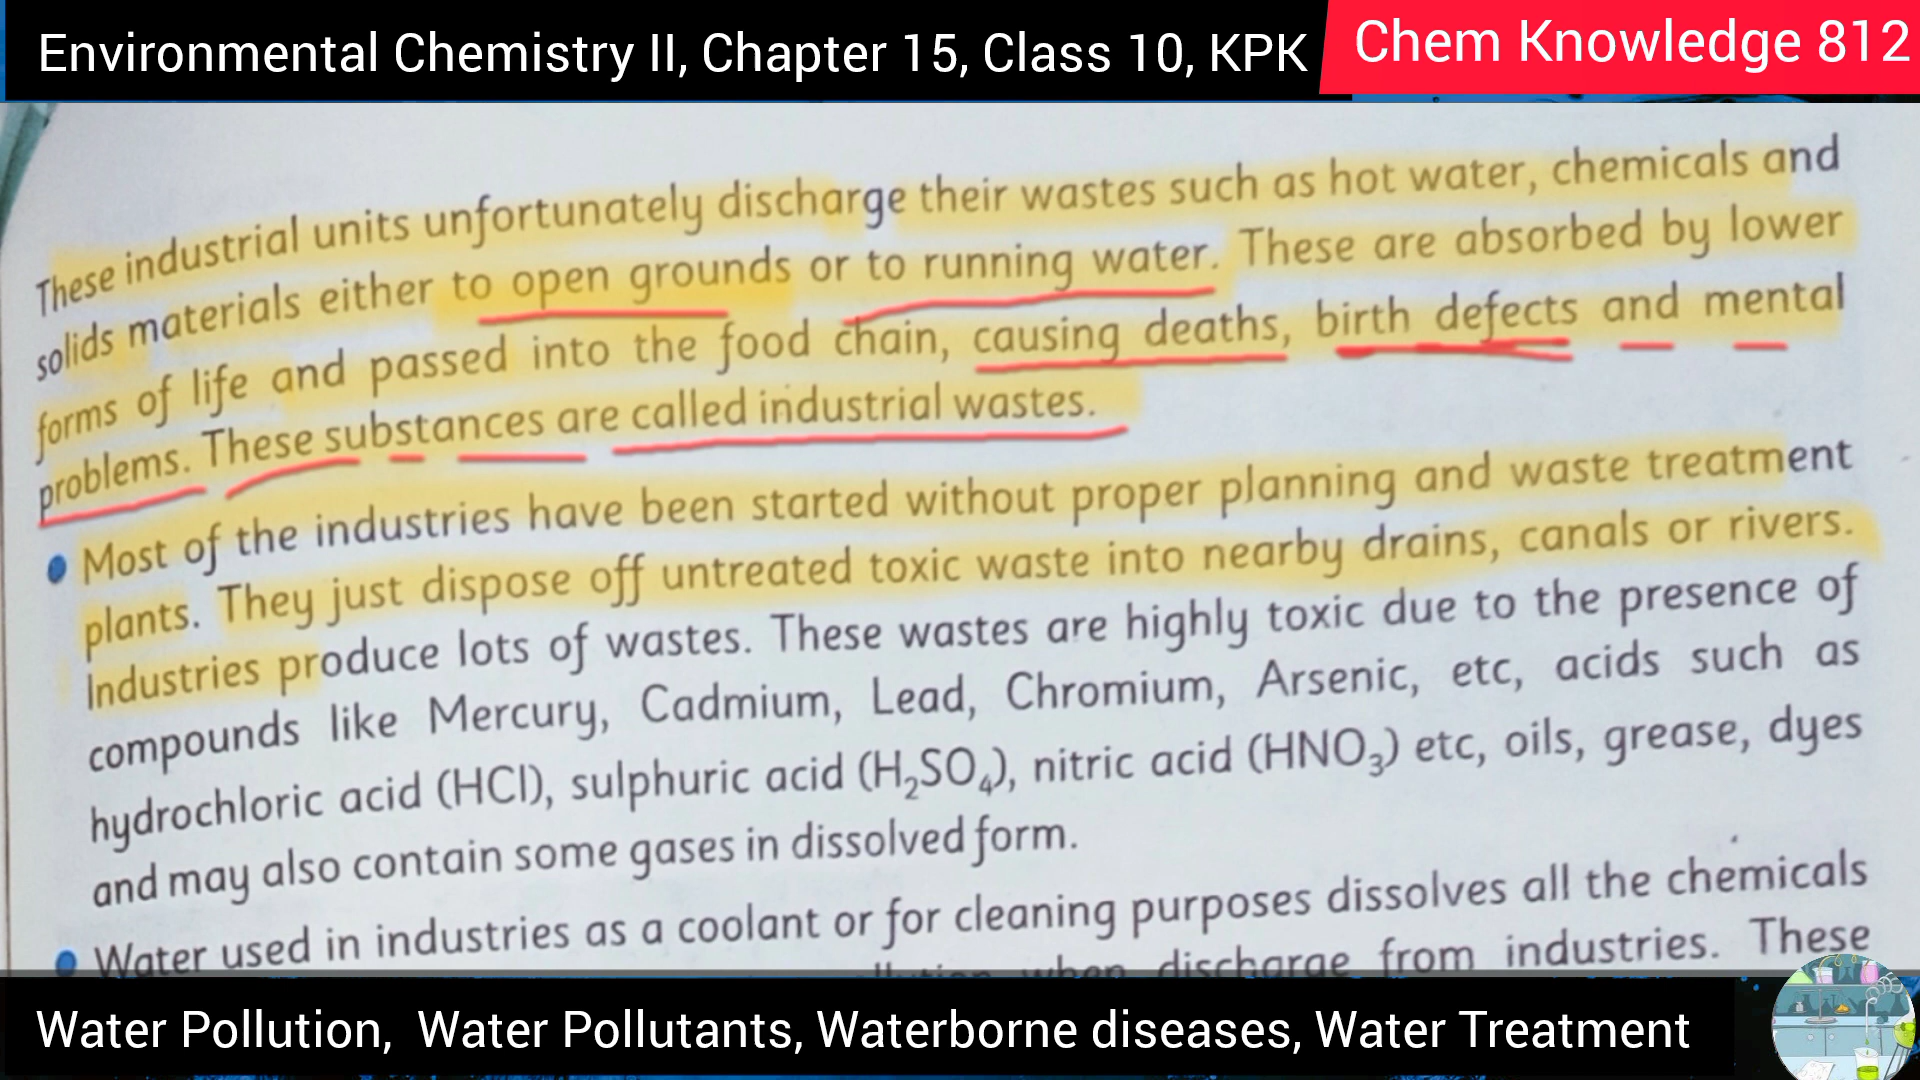 Environmental Chemistry II, Chapter 15, Class 10, KPK
Chem Knowledge 812
These industrial units unfortunately discharge their wastes such as hot water, chemicals and
solids materials either to open grounds or to running water. These are absorbed by lower
forms of life and passed into the food chain, causing deaths, birth defects and mental
problems. These substances are called industrial wastes.
• Most of the industries have been started without proper planning and waste treatment
plants. They just dispose off untreated toxic waste into nearby drains, canals or rivers.
Industries produce lots of wastes. These wastes are highly toxic due to the presence of
compounds like Mercury, Cadmium, Lead, Chromium, Arsenic, etc, acids such as
hydrochloric acid (HCl), sulphuric acid (H₂SO₄), nitric acid (HNO₃) etc, oils, grease, dyes
and may also contain some gases in dissolved form.
• Water used in industries as a coolant or for cleaning purposes dissolves all the chemicals
when discharge from industries. These
Water Pollution, Water Pollutants, Waterborne diseases, Water Treatment